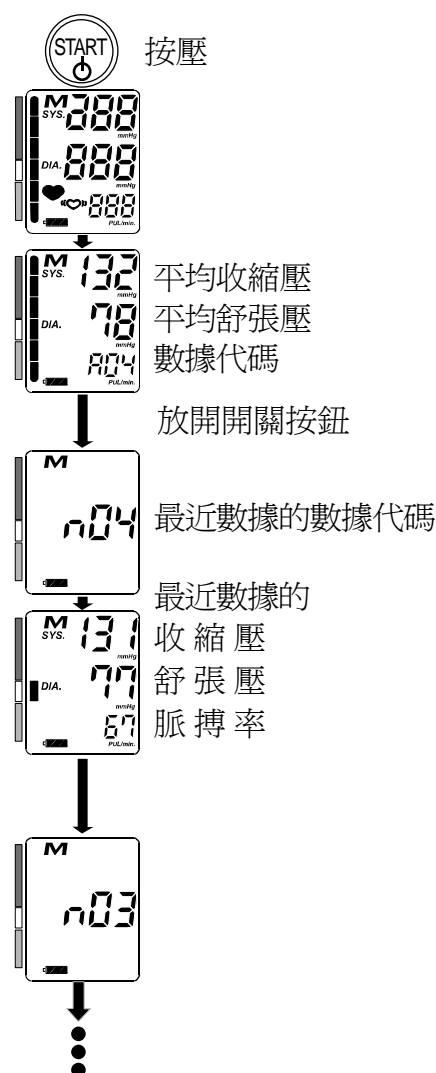 START 按壓
M
SYS. 888
mmHg
DIA. 888
mmHg
888
PUL/min.
M
SYS. 132 平均收縮壓
mmHg
DIA. 78 平均舒張壓
mmHg
A04 數據代碼
PUL/min.
放開開關按鈕
M
n04 最近數據的數據代碼
最近數據的
M
SYS. 131 收縮壓
mmHg
DIA. 77 舒張壓
mmHg
67 脈搏率
PUL/min.
M
n03